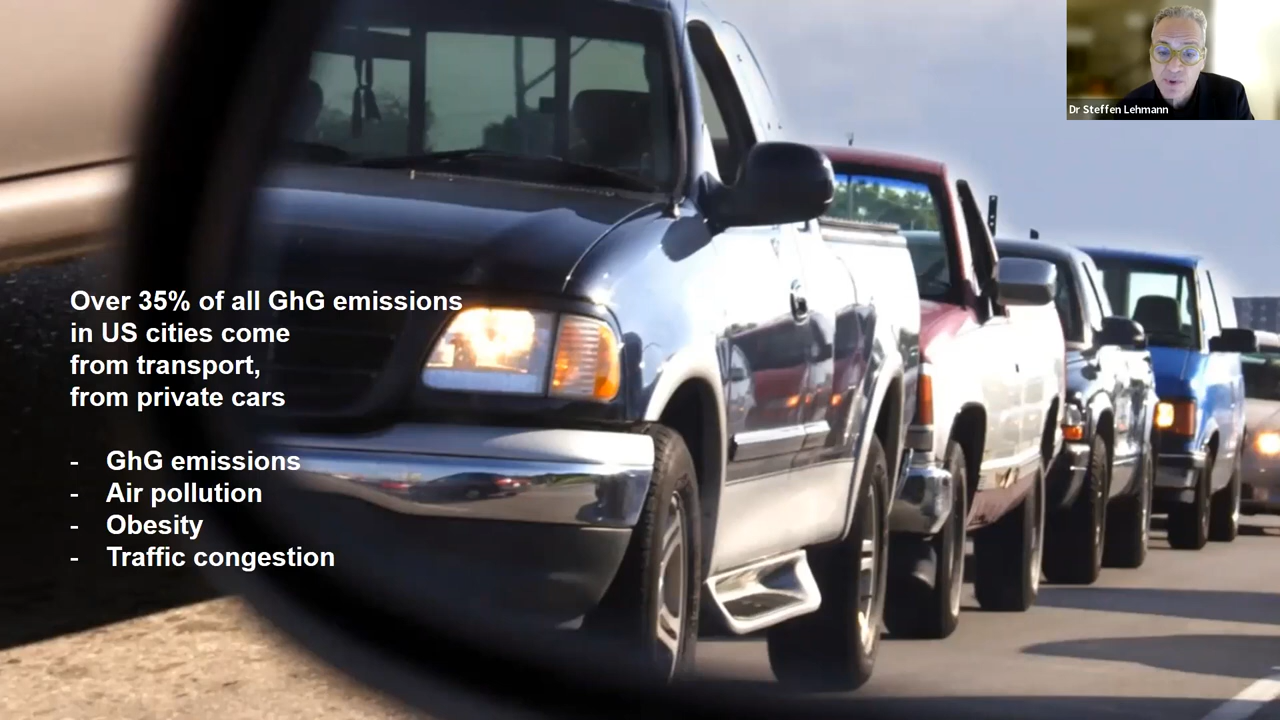 Dr Steffen Lehmann
Over 35% of all GhG emissions
in US cities come
from transport,
from private cars
- GhG emissions
- Air pollution
- Obesity
- Traffic congestion